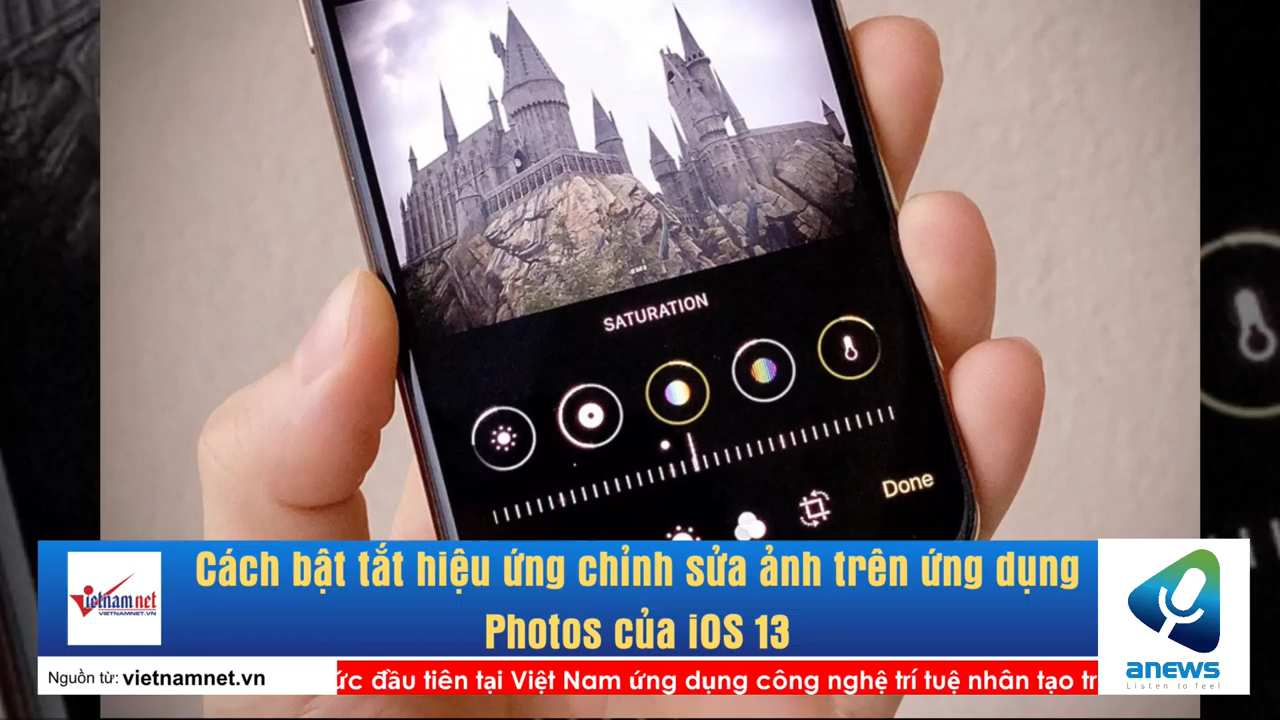 SATURATION
Done
Cách bật tắt hiệu ứng chỉnh sửa ảnh trên ứng dụng
Photos của iOS 13
Vietnamnet
VIETNAMNET.VN
Nguồn từ: vietnamnet.vn
ức đầu tiên tại Việt Nam ứng dụng công nghệ trí tuệ nhân tạo tr
anews
Listen to feel